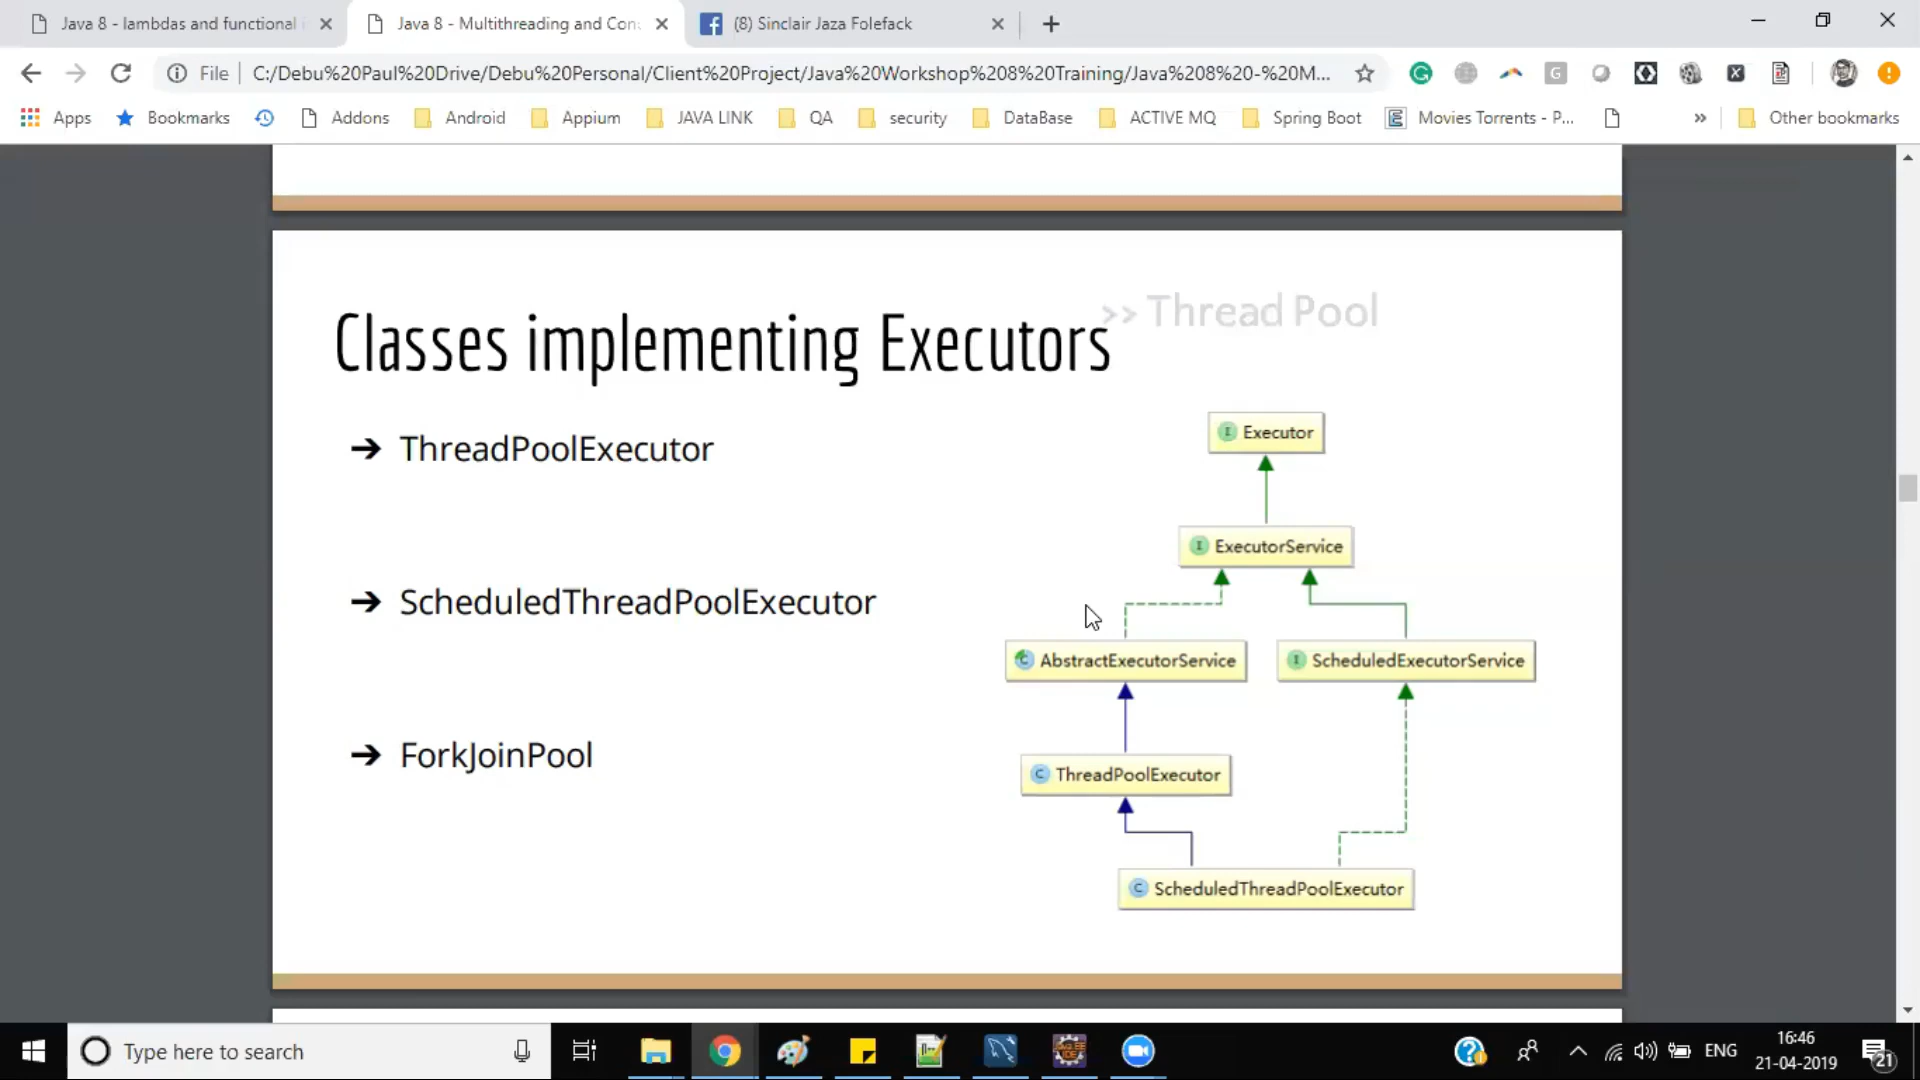 Java 8 - lambdas and functional
Java 8 - Multithreading and Con
(8) Sinclair Jaza Folefack
File
C:/Debu%20Paul%20Drive/Debu%20Personal/Client%20Project/Java%20Workshop%208%20Training/Java%208%20-%20M...
Apps
Bookmarks
Addons
Android
Appium
JAVA LINK
QA
security
DataBase
ACTIVE MQ
Spring Boot
Movies Torrents - P...
»
Other bookmarks
>> Thread Pool
Classes implementing Executors
➔ ThreadPoolExecutor
➔ ScheduledThreadPoolExecutor
➔ ForkJoinPool
I Executor
I ExecutorService
C AbstractExecutorService
I ScheduledExecutorService
C ThreadPoolExecutor
C ScheduledThreadPoolExecutor
Type here to search
ENG
16:46
21-04-2019
21